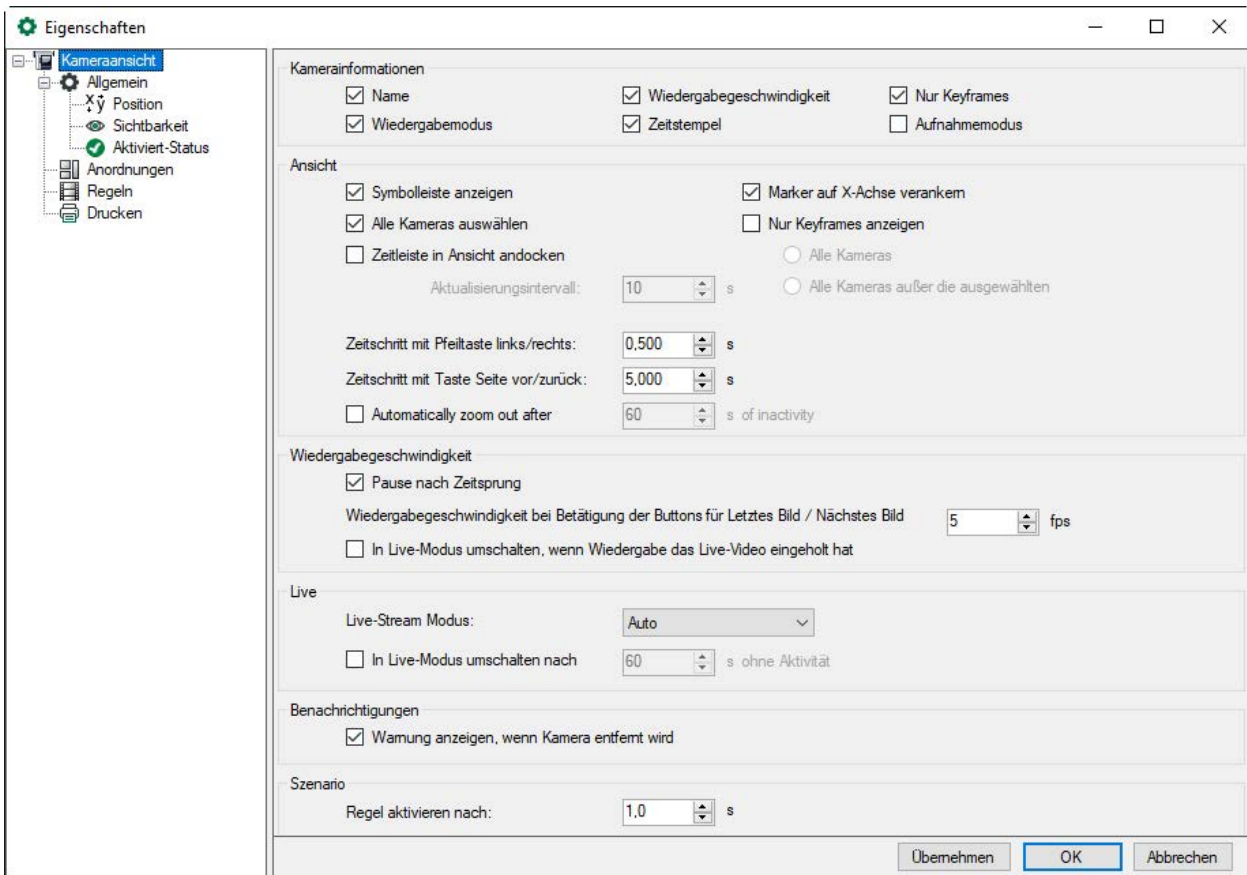 Eigenschaften
Kameraansicht
Allgemein
Position
Sichtbarkeit
Aktiviert-Status
Anordnungen
Regeln
Drucken
Kamerainformationen
Name
Wiedergabegeschwindigkeit
Nur Keyframes
Wiedergabemodus
Zeitstempel
Aufnahmemodus
Ansicht
Symbolleiste anzeigen
Marker auf X-Achse verankern
Alle Kameras auswählen
Nur Keyframes anzeigen
Zeitleiste in Ansicht andocken
Alle Kameras
Aktualisierungsintervall: 10 s
Alle Kameras außer die ausgewählten
Zeitschritt mit Pfeiltaste links/rechts: 0,500 s
Zeitschritt mit Taste Seite vor/zurück: 5,000 s
Automatically zoom out after 60 s of inactivity
Wiedergabegeschwindigkeit
Pause nach Zeitsprung
Wiedergabegeschwindigkeit bei Betätigung der Buttons für Letztes Bild / Nächstes Bild 5 fps
In Live-Modus umschalten, wenn Wiedergabe das Live-Video eingeholt hat
Live
Live-Stream Modus: Auto
In Live-Modus umschalten nach 60 s ohne Aktivität
Benachrichtigungen
Warnung anzeigen, wenn Kamera entfernt wird
Szenario
Regel aktivieren nach: 1,0 s
Übernehmen OK Abbrechen